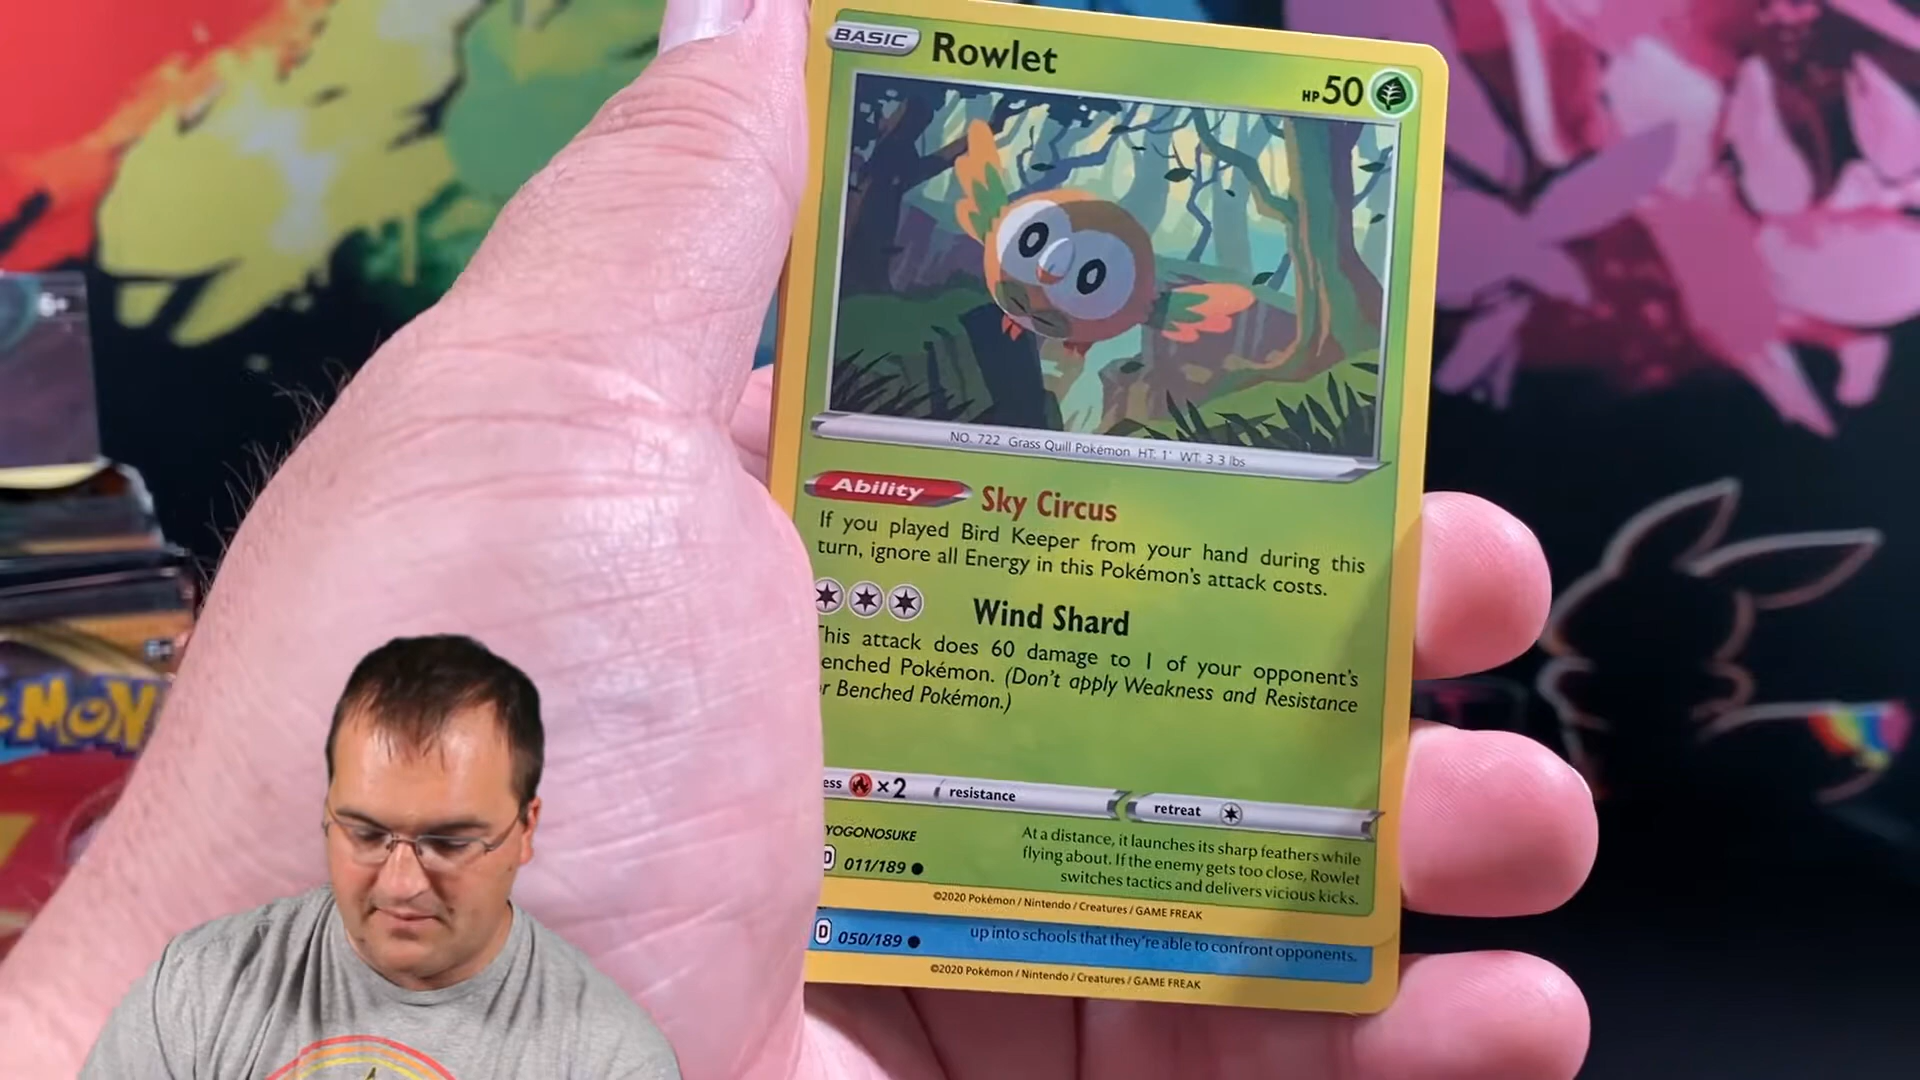 BASIC Rowlet HP 50
NO. 722 Grass Quill Pokémon HT: 1' WT: 3.3 lbs
Ability Sky Circus
If you played Bird Keeper from your hand during this
turn, ignore all Energy in this Pokémon's attack costs.
Wind Shard
This attack does 60 damage to 1 of your opponent's
enched Pokémon. (Don't apply Weakness and Resistance
r Benched Pokémon.)
ess ×2 resistance retreat
YOGONOSUKE
D 011/189
At a distance, it launches its sharp feathers while
flying about. If the enemy gets too close, Rowlet
switches tactics and delivers vicious kicks.
©2020 Pokémon / Nintendo / Creatures / GAME FREAK
D 050/189 up into schools that they're able to confront opponents.
©2020 Pokémon / Nintendo / Creatures / GAME FREAK
EMON